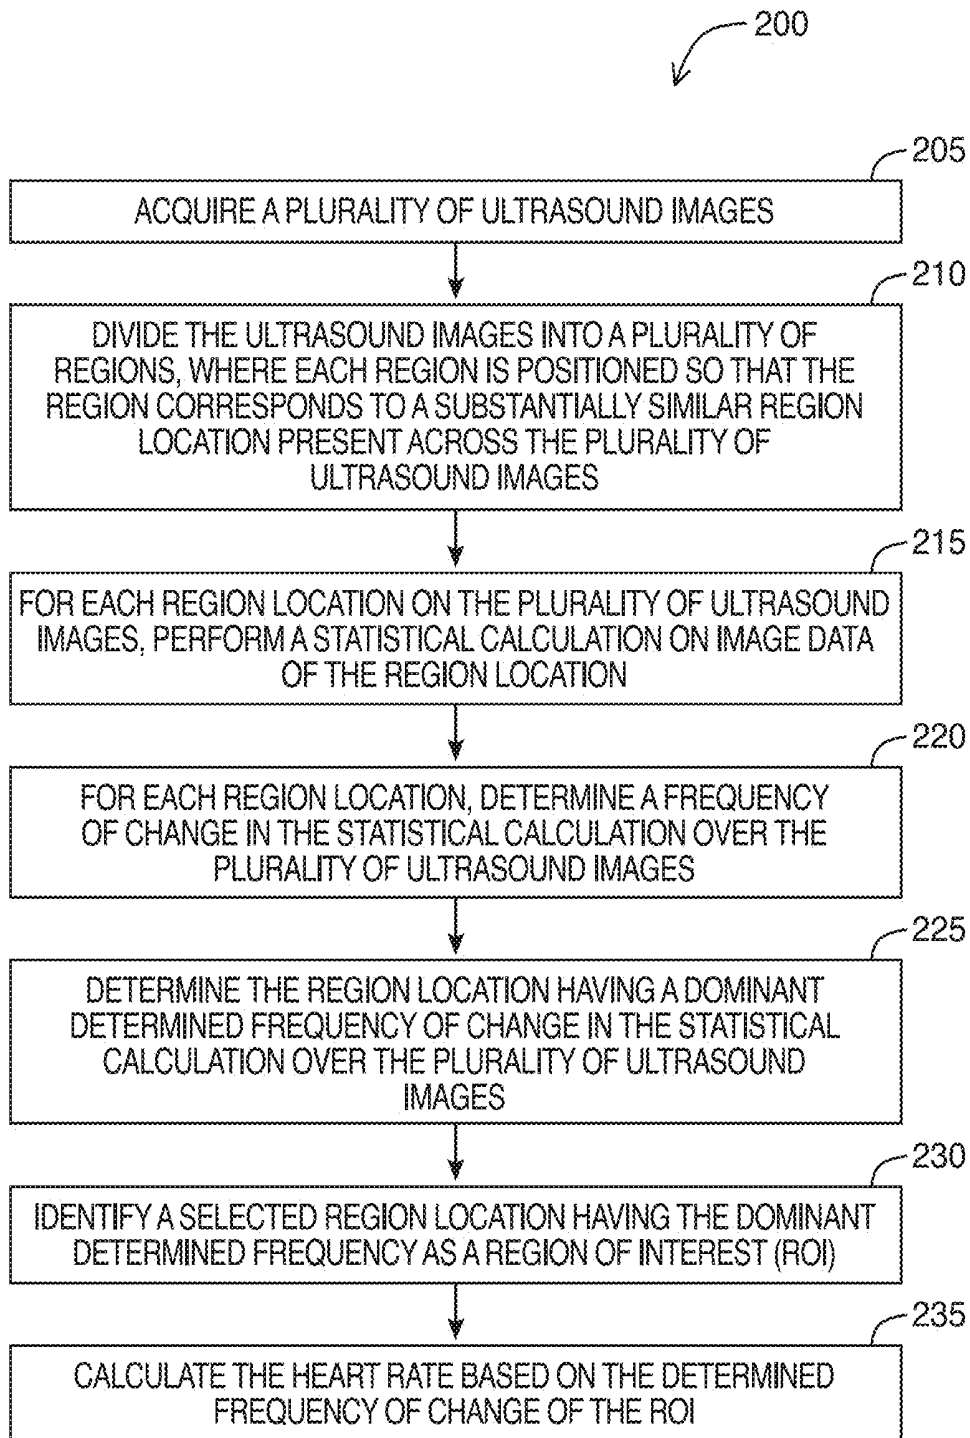 200
205
ACQUIRE A PLURALITY OF ULTRASOUND IMAGES
210
DIVIDE THE ULTRASOUND IMAGES INTO A PLURALITY OF
REGIONS, WHERE EACH REGION IS POSITIONED SO THAT THE
REGION CORRESPONDS TO A SUBSTANTIALLY SIMILAR REGION
LOCATION PRESENT ACROSS THE PLURALITY OF
ULTRASOUND IMAGES
215
FOR EACH REGION LOCATION ON THE PLURALITY OF ULTRASOUND
IMAGES, PERFORM A STATISTICAL CALCULATION ON IMAGE DATA
OF THE REGION LOCATION
220
FOR EACH REGION LOCATION, DETERMINE A FREQUENCY
OF CHANGE IN THE STATISTICAL CALCULATION OVER THE
PLURALITY OF ULTRASOUND IMAGES
225
DETERMINE THE REGION LOCATION HAVING A DOMINANT
DETERMINED FREQUENCY OF CHANGE IN THE STATISTICAL
CALCULATION OVER THE PLURALITY OF ULTRASOUND
IMAGES
230
IDENTIFY A SELECTED REGION LOCATION HAVING THE DOMINANT
DETERMINED FREQUENCY AS A REGION OF INTEREST (ROI)
235
CALCULATE THE HEART RATE BASED ON THE DETERMINED
FREQUENCY OF CHANGE OF THE ROI